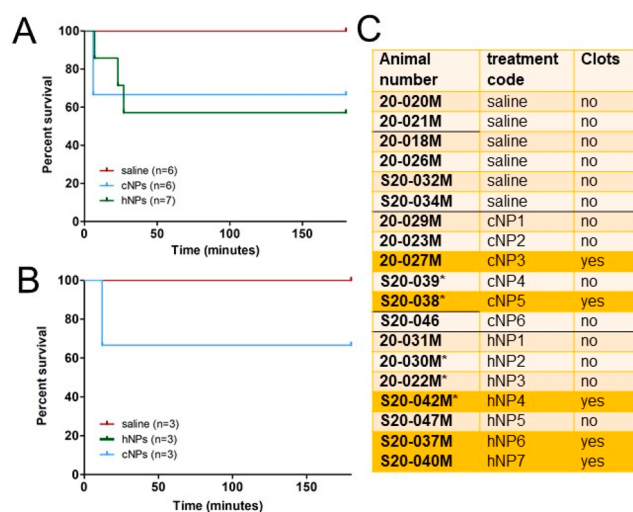 A
Percent survival
100
80
60
40
20
0
saline (n=6)
cNPs (n=6)
hNPs (n=7)
0 50 100 150
Time (minutes)
B
Percent survival
100
80
60
40
20
0
saline (n=3)
hNPs (n=3)
cNPs (n=3)
0 50 100 150
Time (minutes)
C
Animal number treatment code Clots
20-020M saline no
20-021M saline no
20-018M saline no
20-026M saline no
S20-032M saline no
S20-034M saline no
20-029M cNP1 no
20-023M cNP2 no
20-027M cNP3 yes
S20-039* cNP4 no
S20-038* cNP5 yes
S20-046 cNP6 no
20-031M hNP1 no
20-030M* hNP2 no
20-022M* hNP3 no
S20-042M* hNP4 yes
S20-047M hNP5 no
S20-037M hNP6 yes
S20-040M hNP7 yes